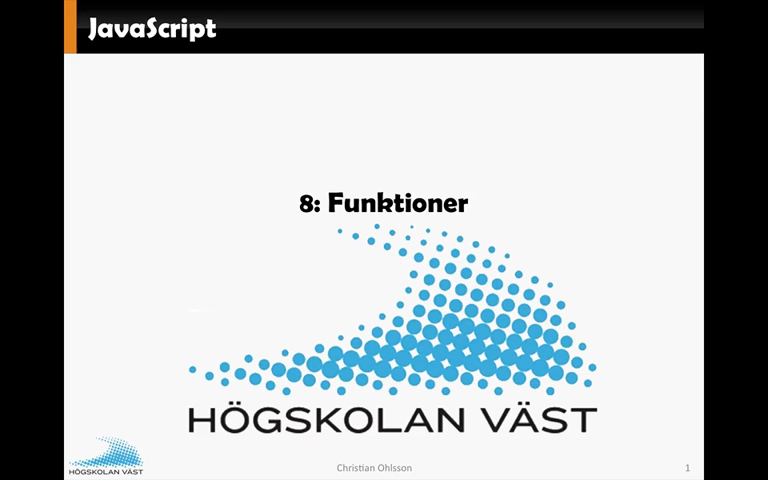 JavaScript
8: Funktioner
HÖGSKOLAN VÄST
HÖGSKOLAN VÄST
Christian Ohlsson
1